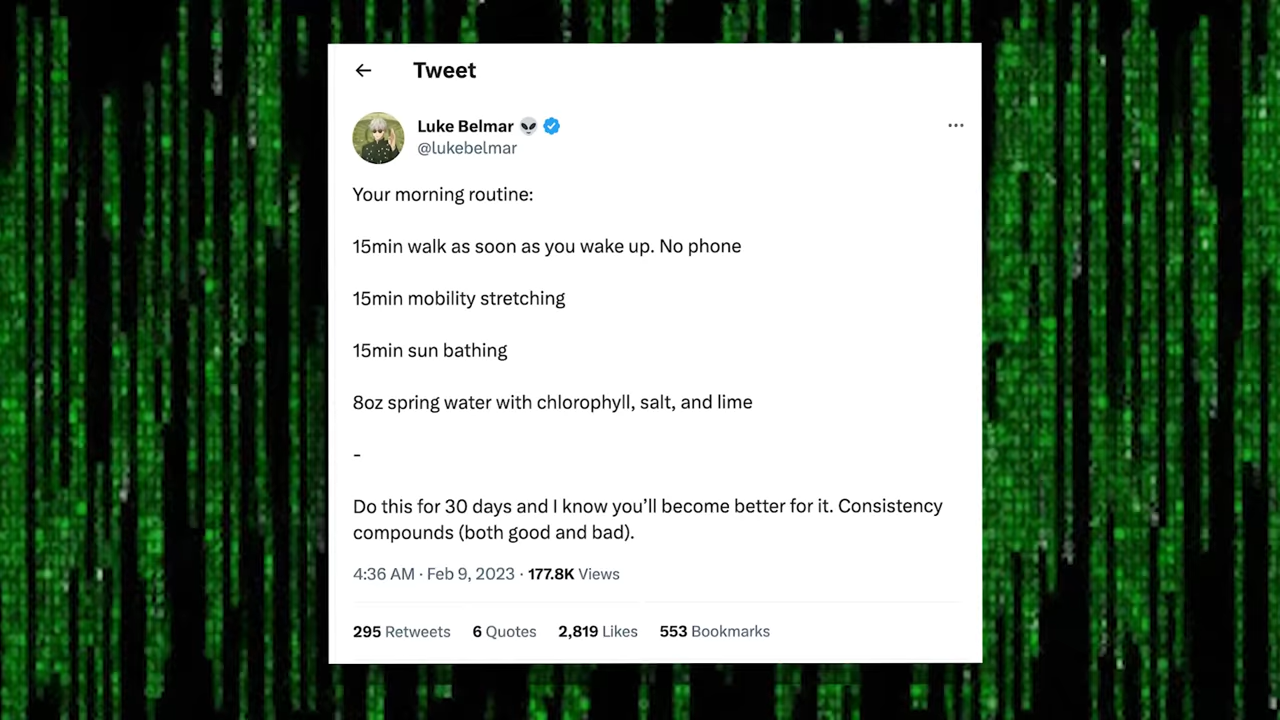 Tweet
Luke Belmar 👽
@lukebelmar
Your morning routine:
15min walk as soon as you wake up. No phone
15min mobility stretching
15min sun bathing
8oz spring water with chlorophyll, salt, and lime
-
Do this for 30 days and I know you’ll become better for it. Consistency
compounds (both good and bad).
4:36 AM · Feb 9, 2023 · 177.8K Views
295 Retweets 6 Quotes 2,819 Likes 553 Bookmarks